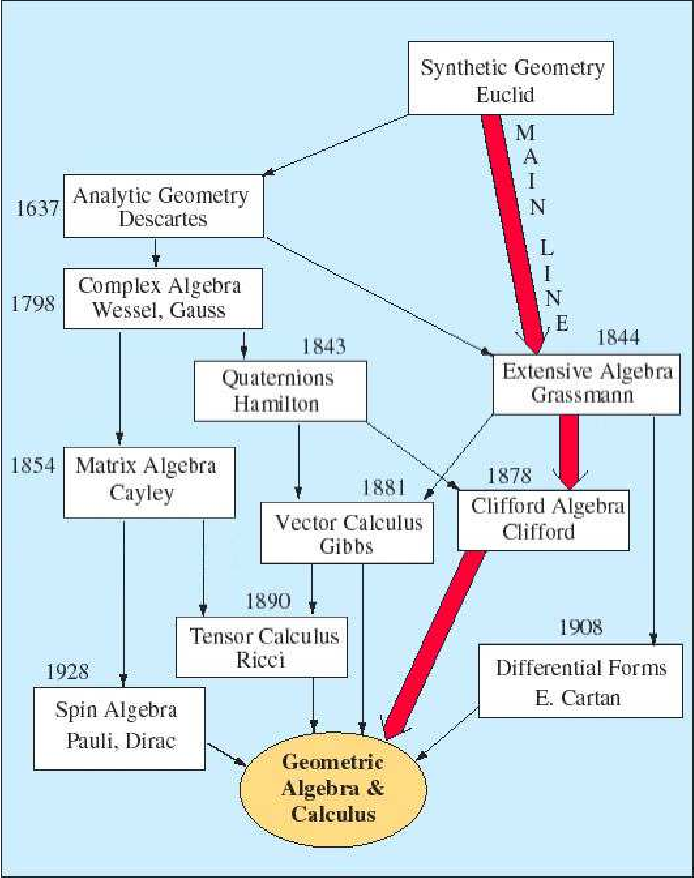 Synthetic Geometry
Euclid
MAIN LINE
1637
Analytic Geometry
Descartes
1798
Complex Algebra
Wessel, Gauss
1843
Quaternions
Hamilton
1844
Extensive Algebra
Grassmann
1854
Matrix Algebra
Cayley
1881
Vector Calculus
Gibbs
1878
Clifford Algebra
Clifford
1890
Tensor Calculus
Ricci
1908
Differential Forms
E. Cartan
1928
Spin Algebra
Pauli, Dirac
Geometric
Algebra &
Calculus